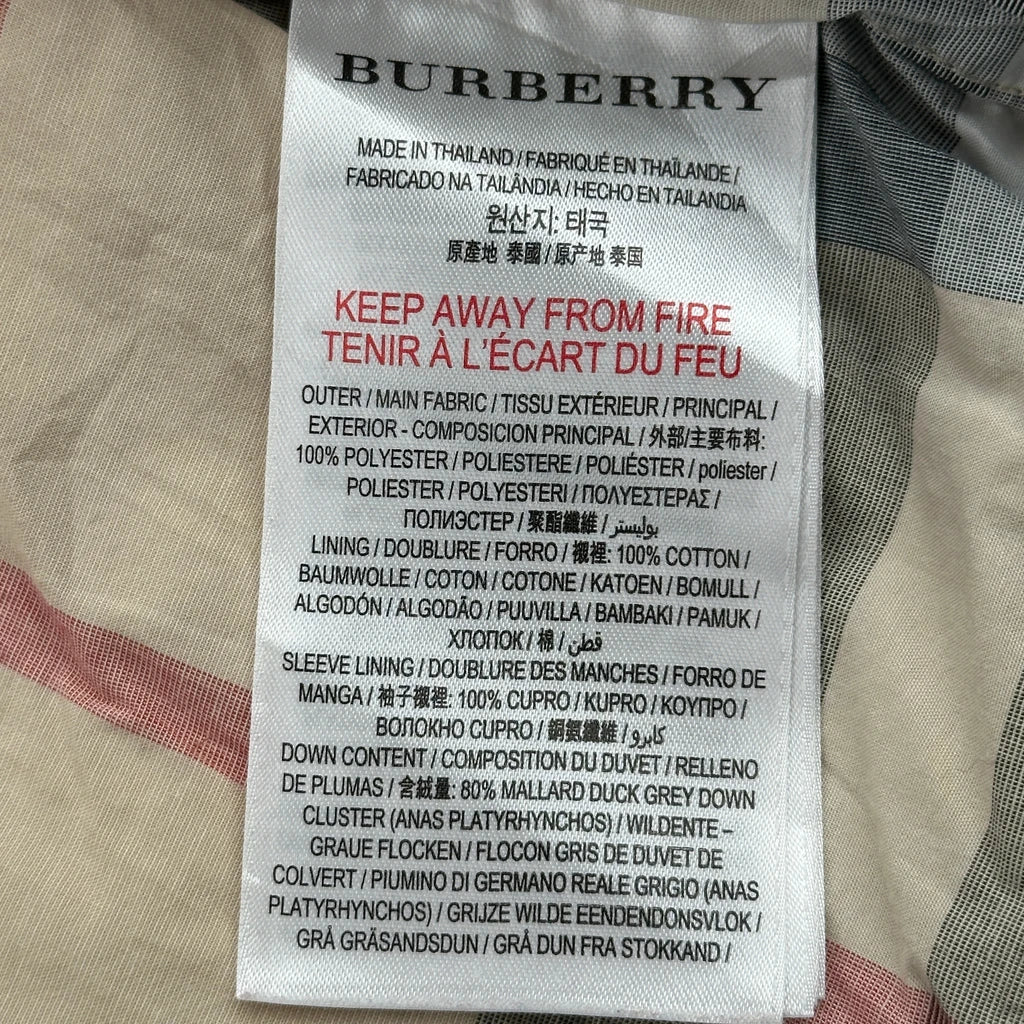 BURBERRY
MADE IN THAILAND / FABRIQUÉ EN THAÏLANDE /
FABRICADO NA TAILÂNDIA / HECHO EN TAILANDIA
원산지: 태국
原產地 泰國 / 原产地 泰国
KEEP AWAY FROM FIRE
TENIR À L'ÉCART DU FEU
OUTER / MAIN FABRIC / TISSU EXTÉRIEUR / PRINCIPAL /
EXTERIOR - COMPOSICION PRINCIPAL / 外部/主要布料:
100% POLYESTER / POLIESTERE / POLIÉSTER / poliester /
POLIESTER / POLYESTERI / ΠΟΛΥΕΣΤΕΡΑΣ /
ПОЛИЭСТЕР / 聚酯纖維 / بوليستر
LINING / DOUBLURE / FORRO / 襯裡: 100% COTTON /
BAUMWOLLE / COTON / COTONE / KATOEN / BOMULL /
ALGODÓN / ALGODÃO / PUUVILLA / BAMBAKI / PAMUK /
ХЛОПОК / 棉 / قطن
SLEEVE LINING / DOUBLURE DES MANCHES / FORRO DE
MANGA / 袖子襯裡: 100% CUPRO / KUPRO / ΚΟΥΠΡΟ /
ВОЛОКНО CUPRO / 銅氨纖維 / كابرو
DOWN CONTENT / COMPOSITION DU DUVET / RELLENO
DE PLUMAS / 含絨量: 80% MALLARD DUCK GREY DOWN
CLUSTER (ANAS PLATYRHYNCHOS) / WILDENTE –
GRAUE FLOCKEN / FLOCON GRIS DE DUVET DE
COLVERT / PIUMINO DI GERMANO REALE GRIGIO (ANAS
PLATYRHYNCHOS) / GRIJZE WILDE EENDENDONSVLOK /
GRÅ GRÄSANDSDUN / GRÅ DUN FRA STOKKAND /